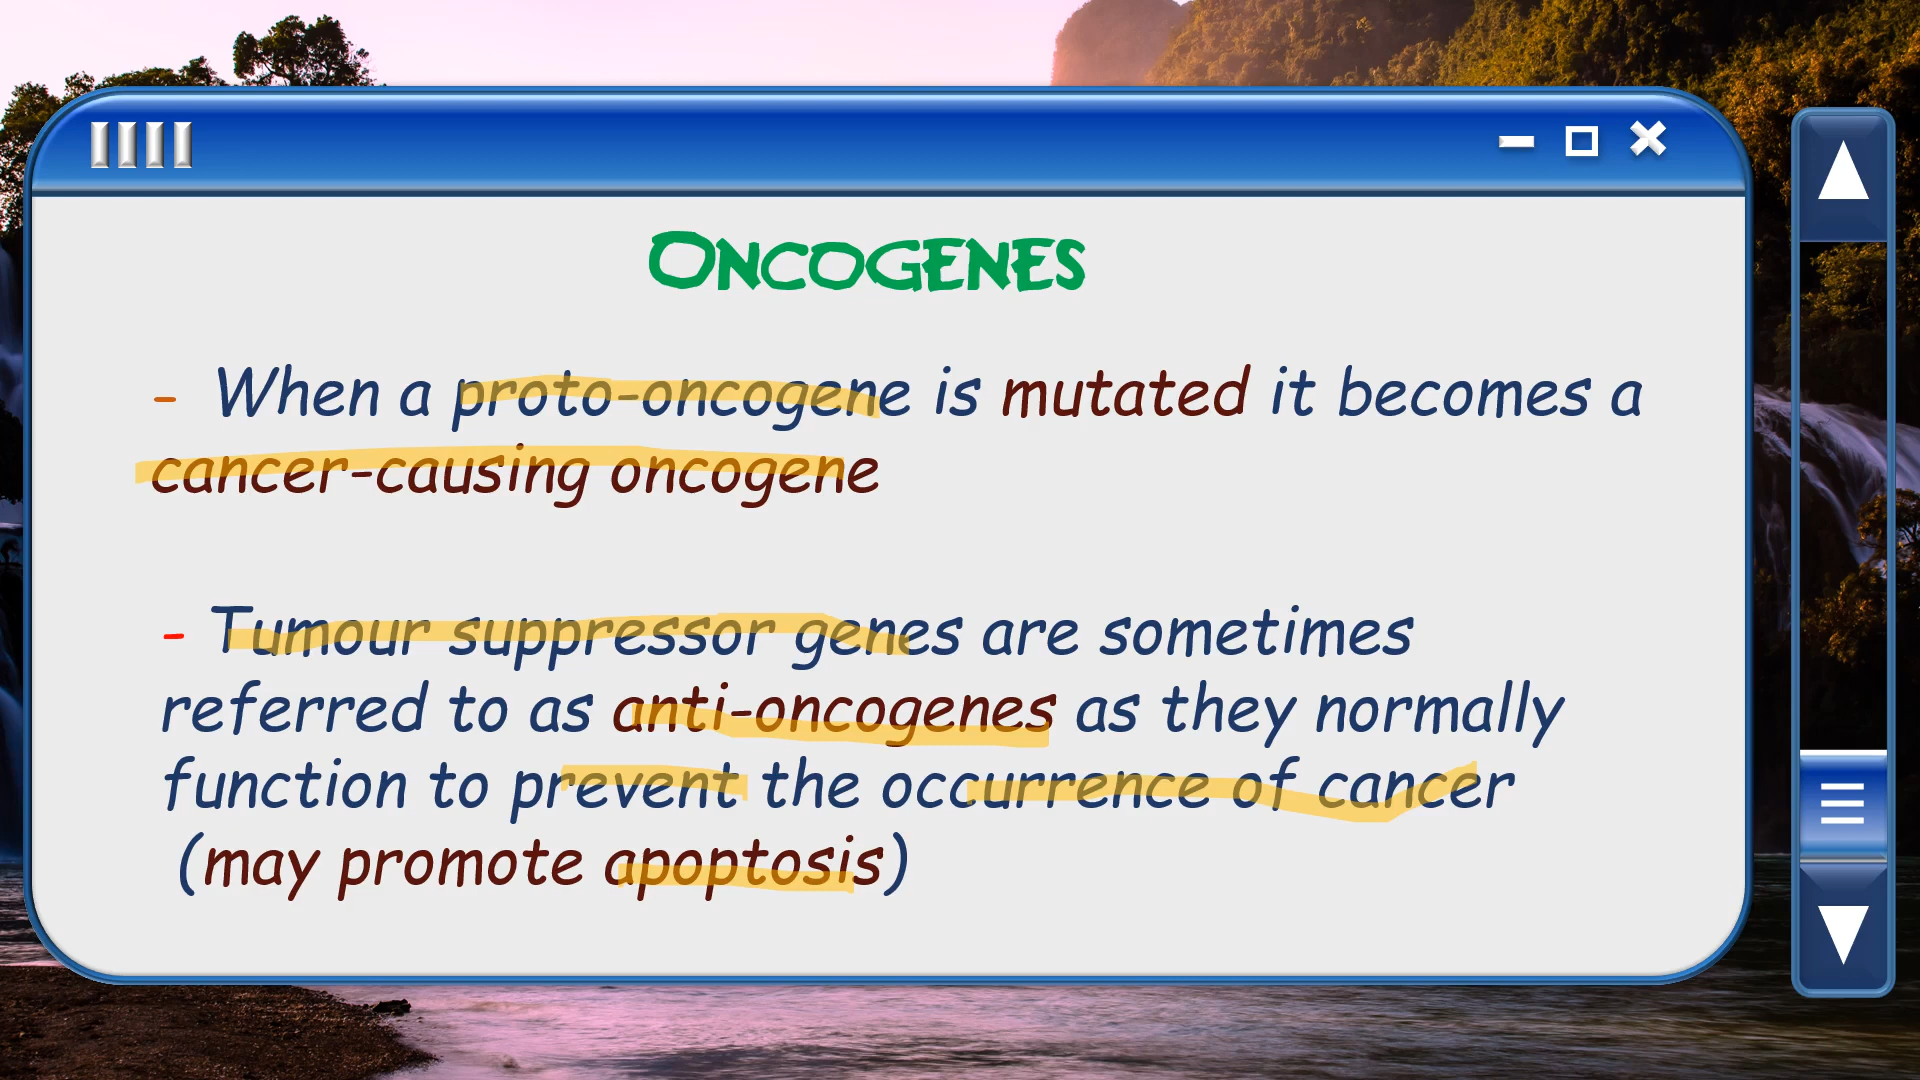 ONCOGENES
- When a proto-oncogene is mutated it becomes a
cancer-causing oncogene
- Tumour suppressor genes are sometimes
referred to as anti-oncogenes as they normally
function to prevent the occurrence of cancer
(may promote apoptosis)